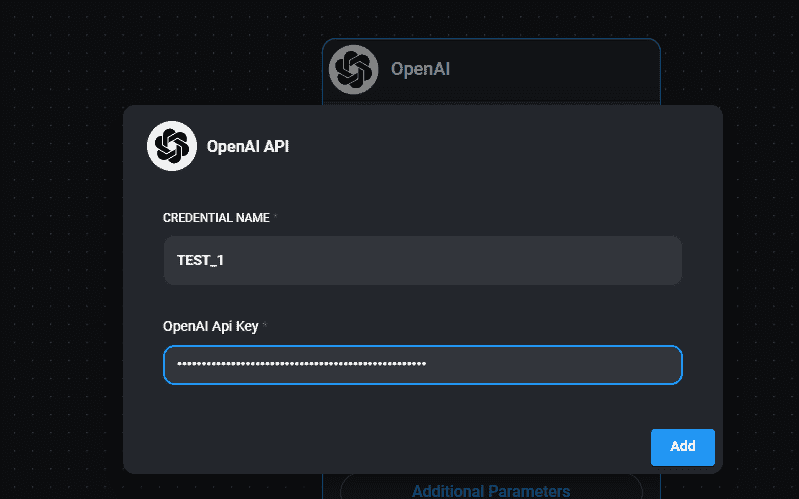 OpenAI
OpenAI API
CREDENTIAL NAME *
TEST_1
OpenAI Api Key *
••••••••••••••••••••••••••••••••••••••••••••••••••••
Add
Additional Parameters